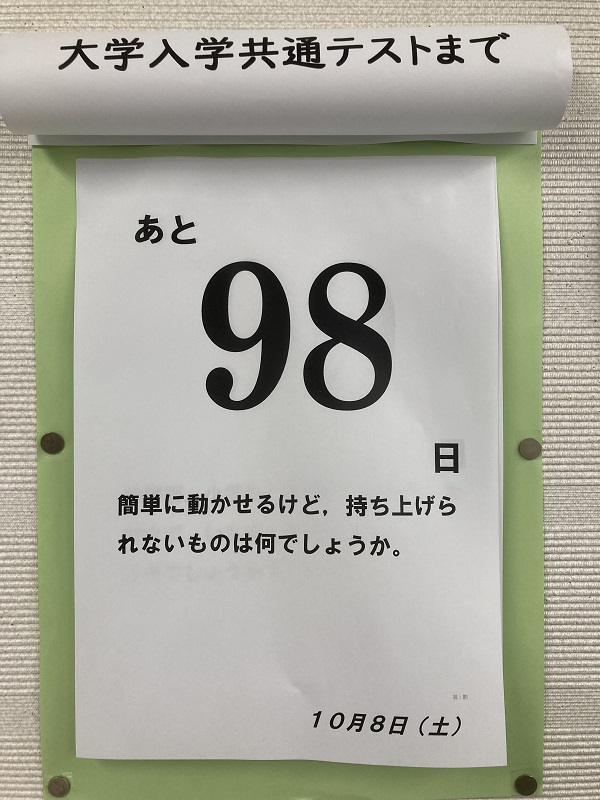 大学入学共通テストまで
あと
98
日
簡単に動かせるけど，持ち上げら
れないものは何でしょうか。
10月8日（土）